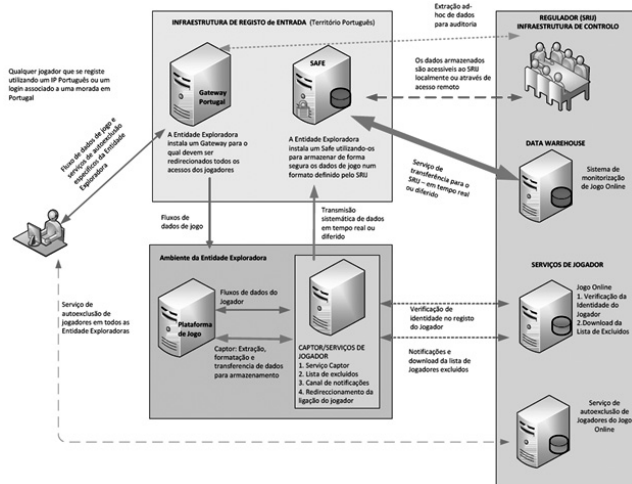 INFRAESTRUTURA DE REGISTO de ENTRADA (Território Português)
Extração ad-
hoc de dados
para auditoria
REGULADOR (SRIJ)
INFRAESTRUTURA DE CONTROLO
Qualquer jogador que se registe
utilizando um IP Português ou um
login associado a uma morada em
Portugal
Gateway
Portugal
SAFE
Os dados armazenados
são acessíveis ao SRIJ
localmente ou através de
acesso remoto
Fluxo de dados de jogo e
serviços de autoexclusão
específicos da Entidade
Exploradora
A Entidade Exploradora
instala um Gateway para o
qual devem ser
redirecionados todos os
acessos dos jogadores
A Entidade Exploradora
instala um Safe utilizando-os
para armazenar de forma
segura os dados de jogo num
formato definido pelo SRIJ
Serviço de
transferência para o
SRIJ – em tempo real
ou diferido
DATA WAREHOUSE
Sistema de
monitorização
de Jogo Online
Fluxos de
dados de jogo
Transmissão
sistemática de dados
em tempo real ou
diferido
Ambiente da Entidade Exploradora
Plataforma
de Jogo
Fluxos de dados do
Jogador
Captor: Extração,
formatação e
transferencia de dados
para armazenamento
CAPTOR/SERVIÇOS DE
JOGADOR
1. Serviço Captor
2. Lista de excluídos
3. Canal de notificações
4. Redireccionamento da
ligação do jogador
Verificação de
identidade no registo
do Jogador
Notificações e
download da lista de
Jogadores excluídos
SERVIÇOS DE JOGADOR
Jogo Online
1. Verificação da
Identidade do
Jogador
2.Download da
Lista de Excluídos
Serviço de
autoexclusão de
jogadores em todos as
Entidade Exploradoras
Serviço de
autoexclusão de
Jogadores do Jogo
Online